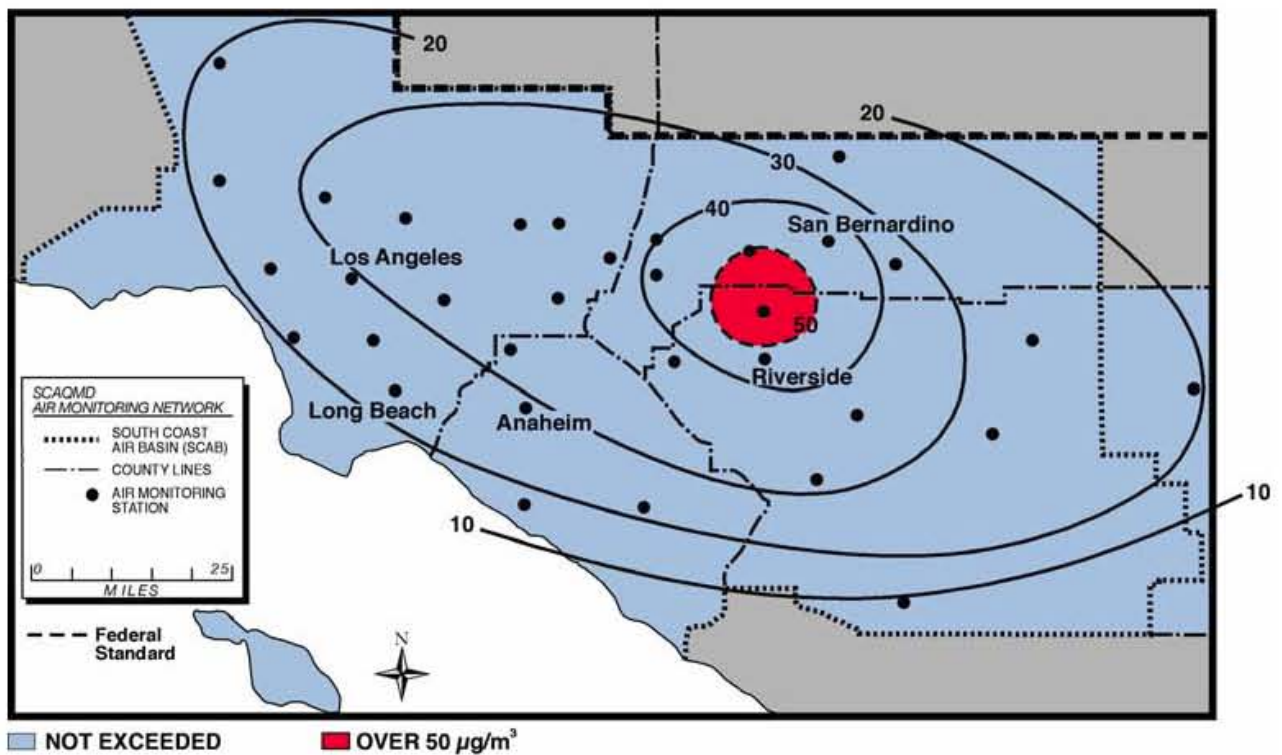 20
20
30
40
San Bernardino
Los Angeles
50
Riverside
Long Beach
Anaheim
10
10
SCAQMD
AIR MONITORING NETWORK
SOUTH COAST
AIR BASIN (SCAB)
COUNTY LINES
AIR MONITORING
STATION
0 25
MILES
Federal
Standard
N
NOT EXCEEDED
OVER 50 µg/m³